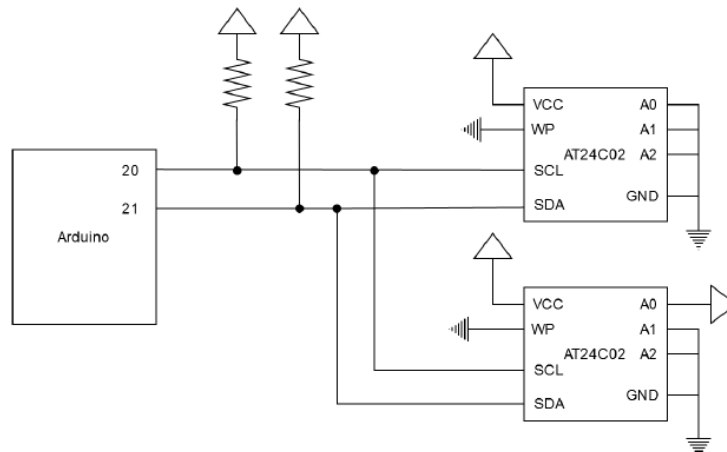 20
21
Arduino
VCC A0
WP A1
AT24C02 A2
SCL
GND
SDA
VCC A0
WP A1
AT24C02 A2
SCL
GND
SDA